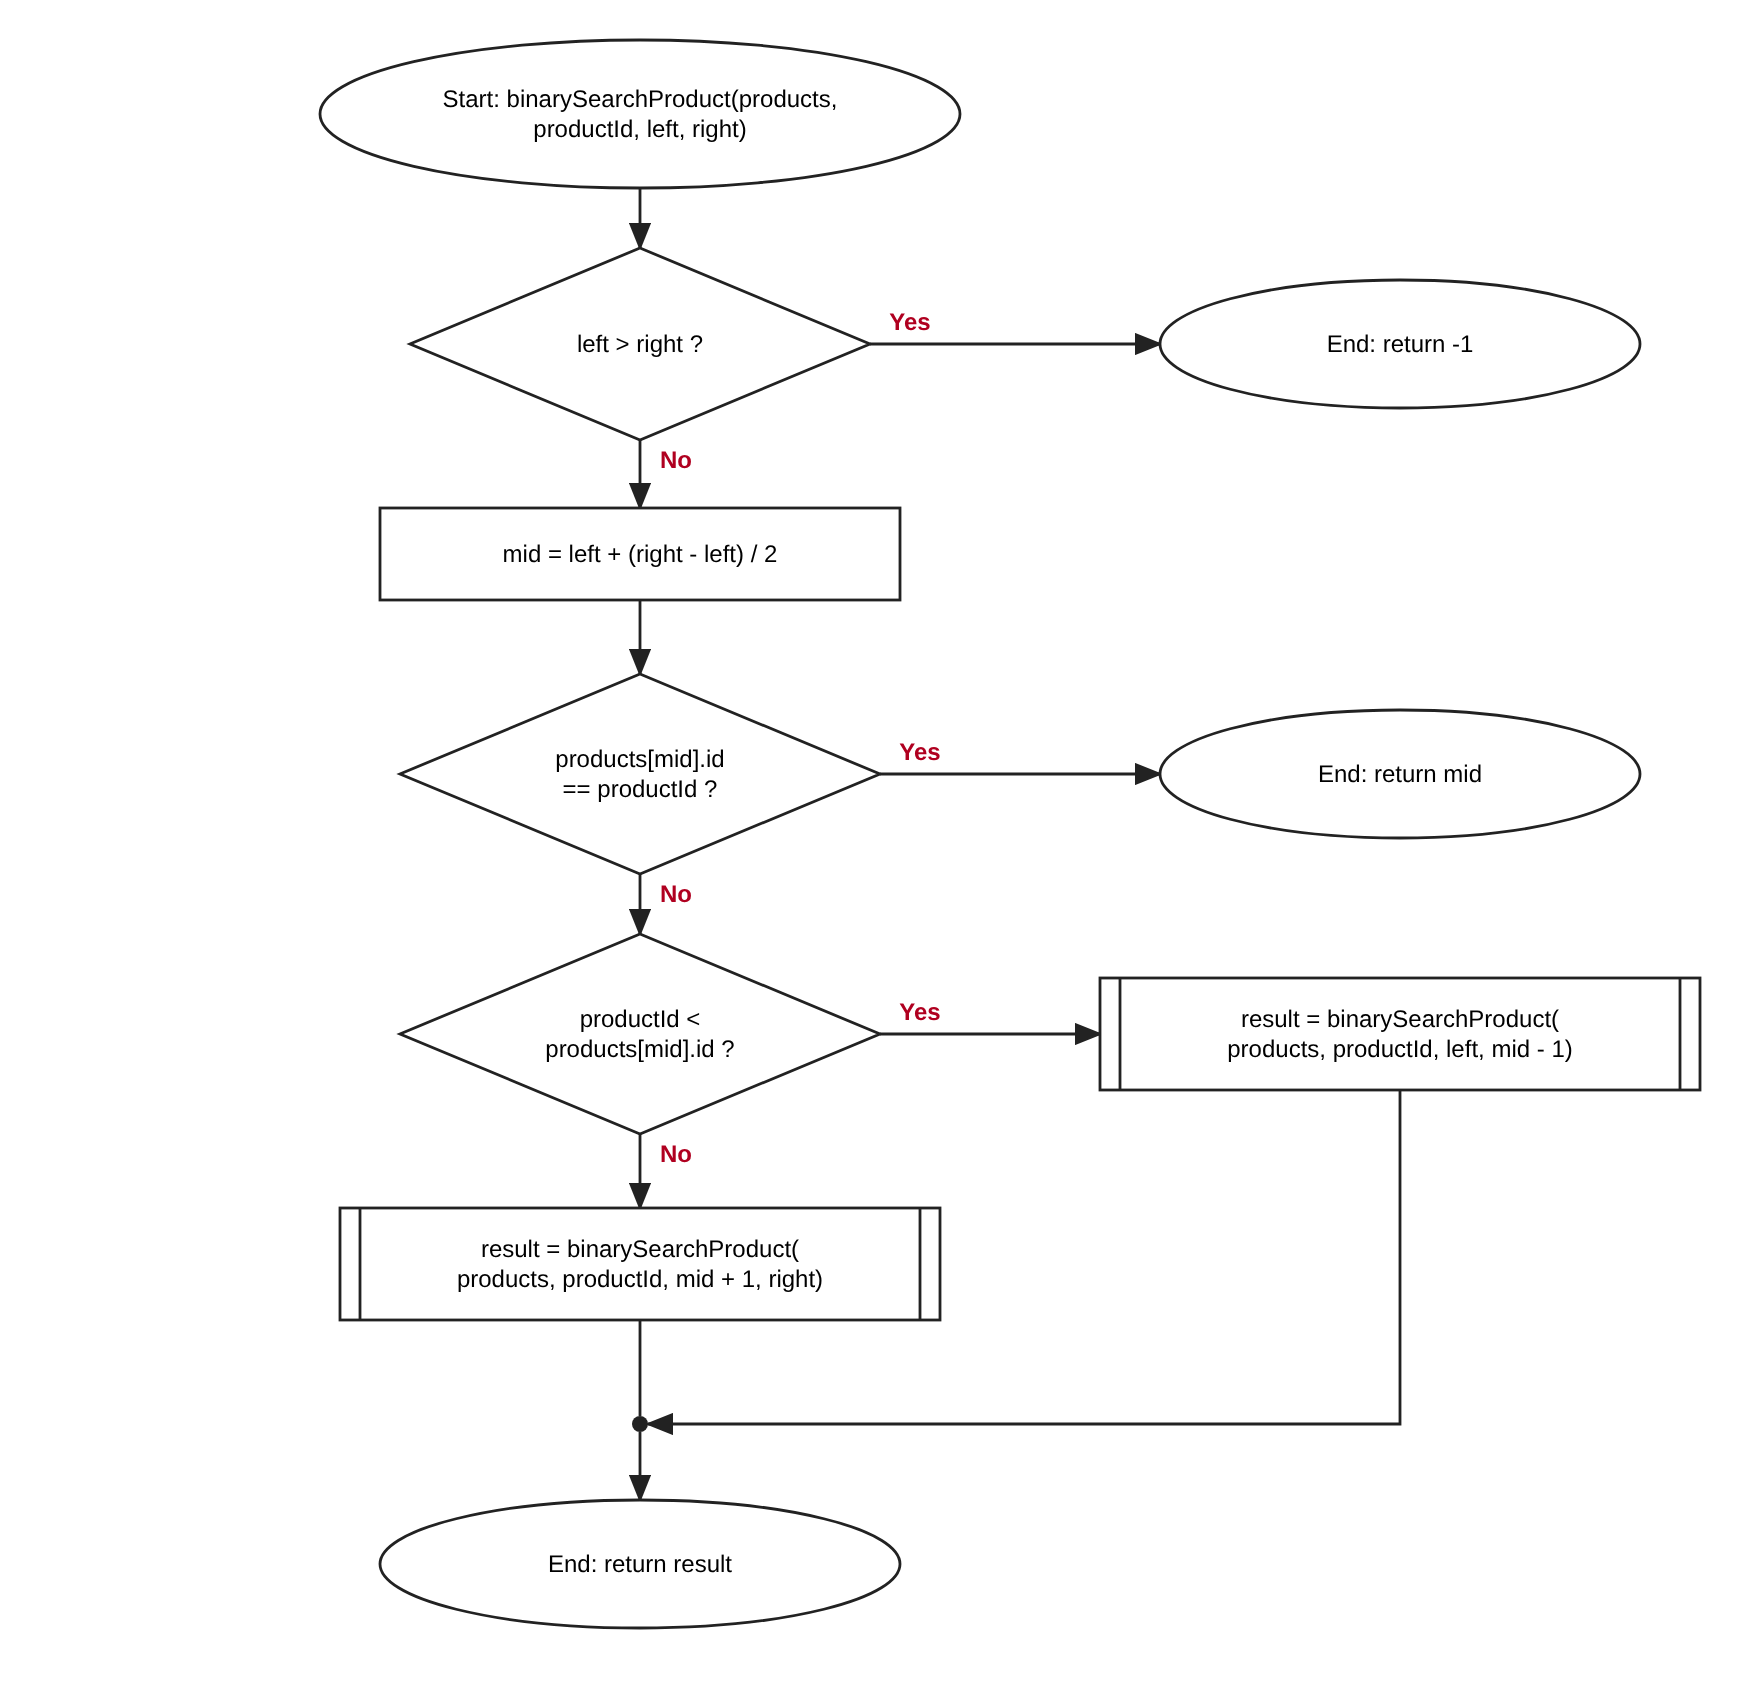 Start: binarySearchProduct(products,
productId, left, right)
left > right ?
Yes
End: return -1
No
mid = left + (right - left) / 2
products[mid].id
== productId ?
Yes
End: return mid
No
productId <
products[mid].id ?
Yes
result = binarySearchProduct(
products, productId, left, mid - 1)
No
result = binarySearchProduct(
products, productId, mid + 1, right)
End: return result